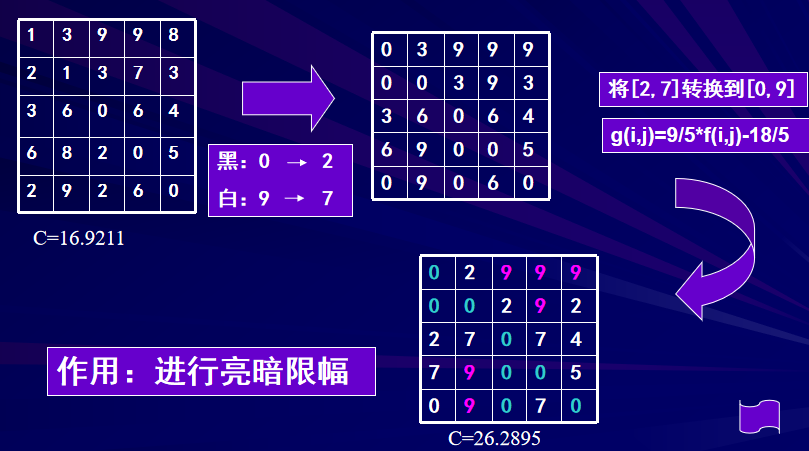 1 3 9 9 8
2 1 3 7 3
3 6 0 6 4
6 8 2 0 5
2 9 2 6 0
C=16.9211
黑：0 → 2
白：9 → 7
0 3 9 9 9
0 0 3 9 3
3 6 0 6 4
6 9 0 0 5
0 9 0 6 0
将[2,7]转换到[0,9]
g(i,j)=9/5*f(i,j)-18/5
0 2 9 9 9
0 0 2 9 2
2 7 0 7 4
7 9 0 0 5
0 9 0 7 0
C=26.2895
作用：进行亮暗限幅